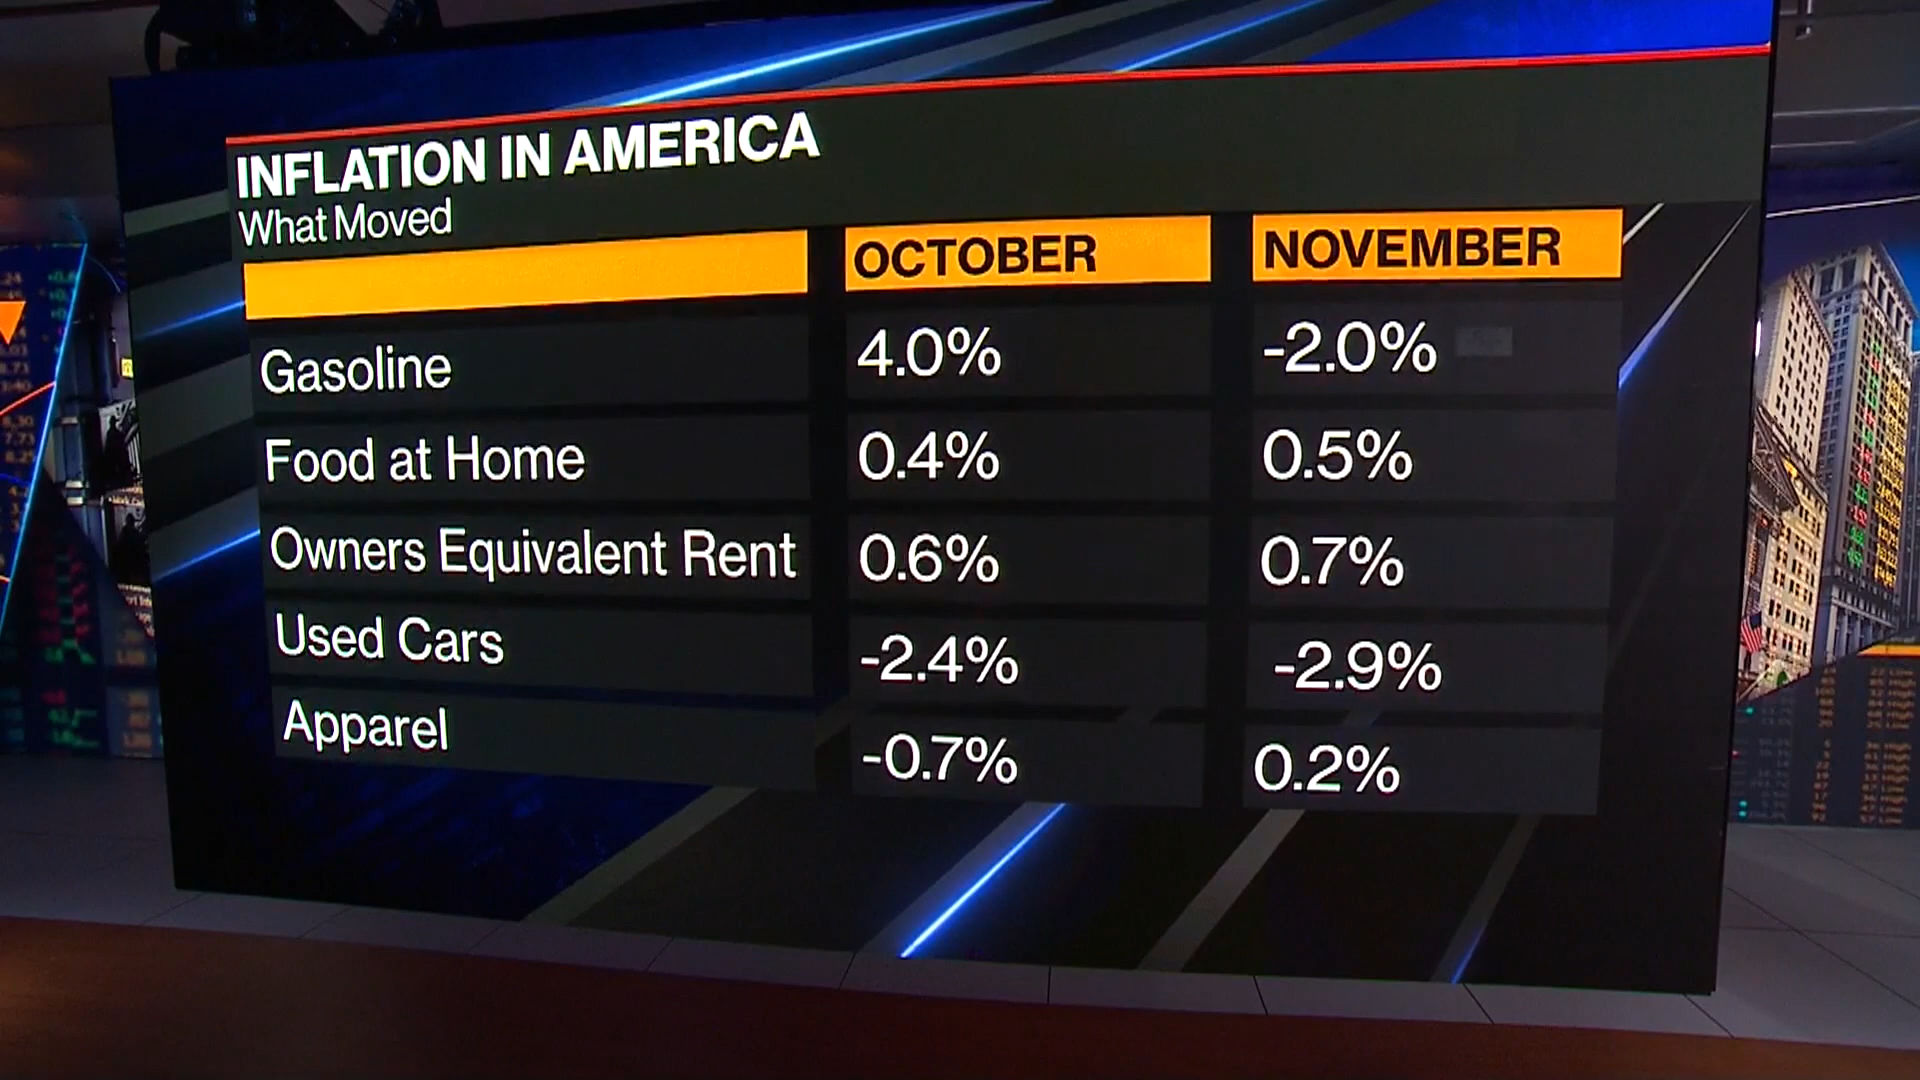 INFLATION IN AMERICA
What Moved
OCTOBER NOVEMBER
Gasoline 4.0% -2.0%
Food at Home 0.4% 0.5%
Owners Equivalent Rent 0.6% 0.7%
Used Cars -2.4% -2.9%
Apparel -0.7% 0.2%